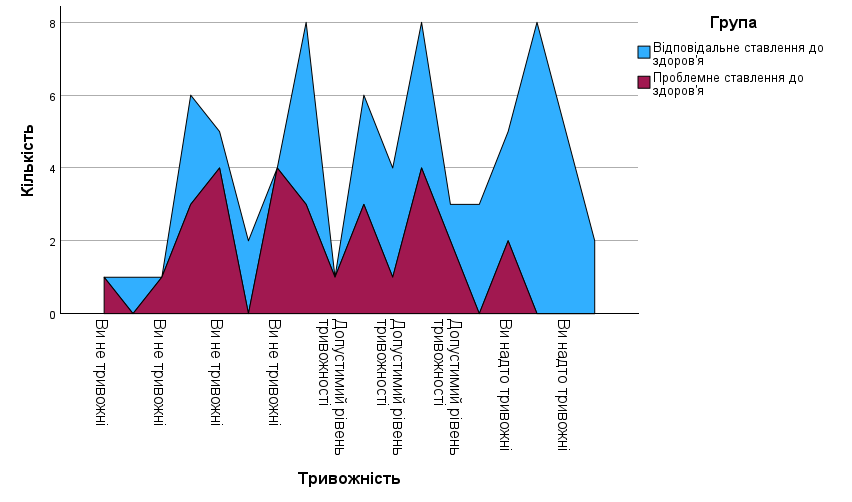 Група
Відповідальне ставлення до
здоров'я
Проблемне ставлення до
здоров'я
Кількість
8
6
4
2
0
Ви не тривожні
Ви не тривожні
Ви не тривожні
Ви не тривожні
Допустимий рівень
тривожності
Допустимий рівень
тривожності
Допустимий рівень
тривожності
Ви надто тривожні
Ви надто тривожні
Тривожність